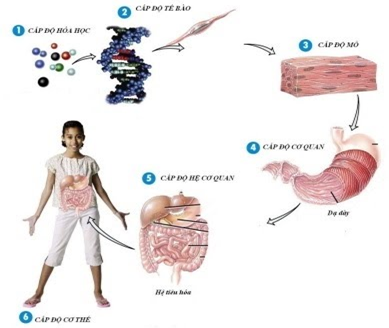 1 CẤP ĐỘ HÓA HỌC
2 CẤP ĐỘ TẾ BÀO
3 CẤP ĐỘ MÔ
4 CẤP ĐỘ CƠ QUAN
Dạ dày
5 CẤP ĐỘ HỆ CƠ QUAN
Hệ tiêu hóa
6 CẤP ĐỘ CƠ THỂ